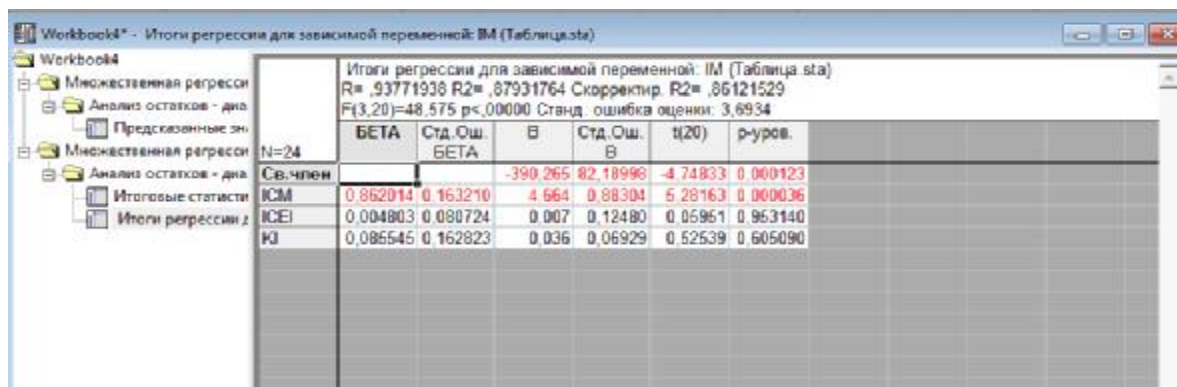 Workbook4* - Итоги регрессии для зависимой переменной: IM (Таблица.sta)
Workbook4
Множественная регресси
Анализ остатков - диа
Предсказанные зн
Множественная регресси
Анализ остатков - диа
Итоговые статисти
Итоги регрессии д
Итоги регрессии для зависимой переменной: IM (Таблица.sta)
R= ,93771938 R2= ,87931764 Скорректир. R2= ,86121529
F(3,20)=48,575 p<,00000 Станд. ошибка оценки: 3,6934
N=24 БЕТА Стд.Ош. БЕТА B Стд.Ош. B t(20) p-уров.
Св.член -390,265 82,18998 -4,74833 0,000123
ICM 0,862014 0,163210 4,664 0,88304 5,28163 0,000036
ICEI 0,004803 0,080724 0,007 0,12480 0,05951 0,953140
KI 0,085545 0,162823 0,036 0,06929 0,52539 0,605090